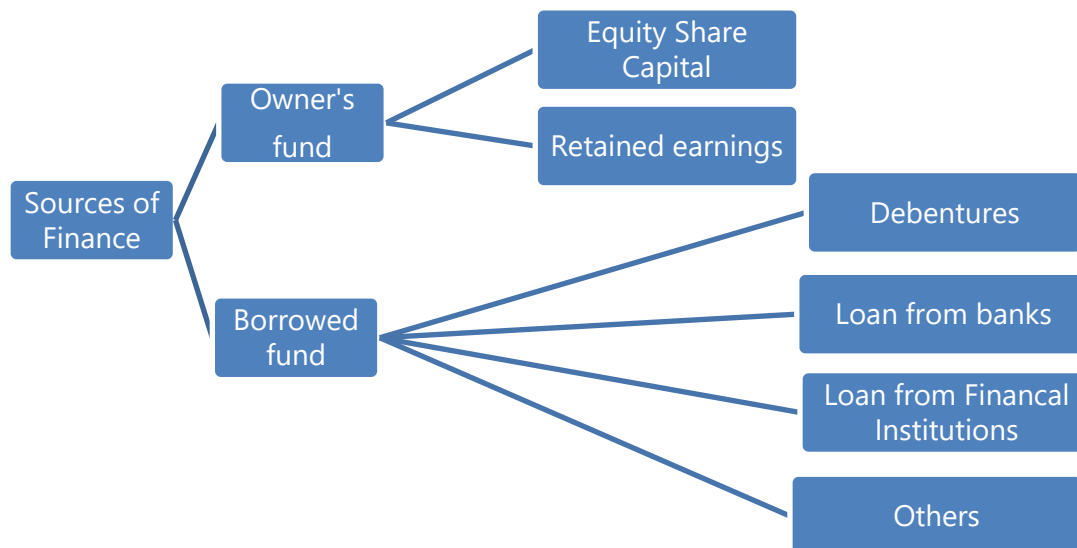 Sources of
Finance
Owner's
fund
Equity Share
Capital
Retained earnings
Borrowed
fund
Debentures
Loan from banks
Loan from Financal
Institutions
Others